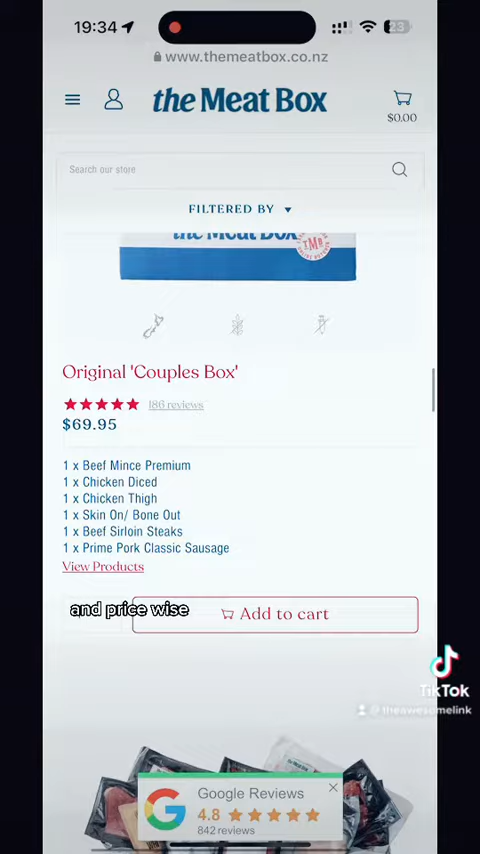 19:34
23
www.themeatbox.co.nz
the Meat Box
$0.00
Search our store
FILTERED BY
the Meat Box
TMB
Original 'Couples Box'
186 reviews
$69.95
1 x Beef Mince Premium
1 x Chicken Diced
1 x Chicken Thigh
1 x Skin On/ Bone Out
1 x Beef Sirloin Steaks
1 x Prime Pork Classic Sausage
View Products
and price wise
Add to cart
TikTok
@theawesomelink
Google Reviews
4.8
842 reviews